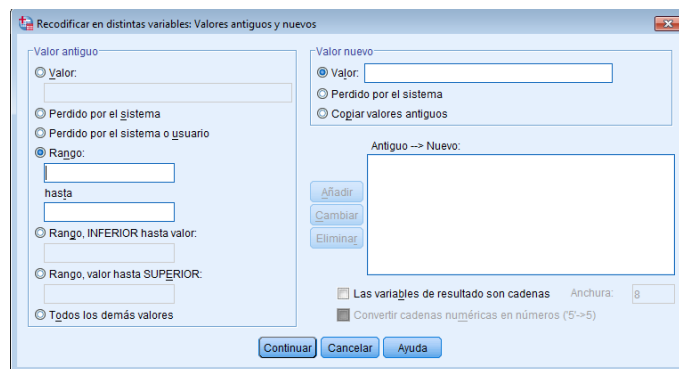 Recodificar en distintas variables: Valores antiguos y nuevos
Valor antiguo
Valor:
Perdido por el sistema
Perdido por el sistema o usuario
Rango:
hasta
Rango, INFERIOR hasta valor:
Rango, valor hasta SUPERIOR:
Todos los demás valores
Valor nuevo
Valor:
Perdido por el sistema
Copiar valores antiguos
Antiguo --> Nuevo:
Añadir
Cambiar
Eliminar
Las variables de resultado son cadenas Anchura: 8
Convertir cadenas numéricas en números ('5'->5)
Continuar Cancelar Ayuda